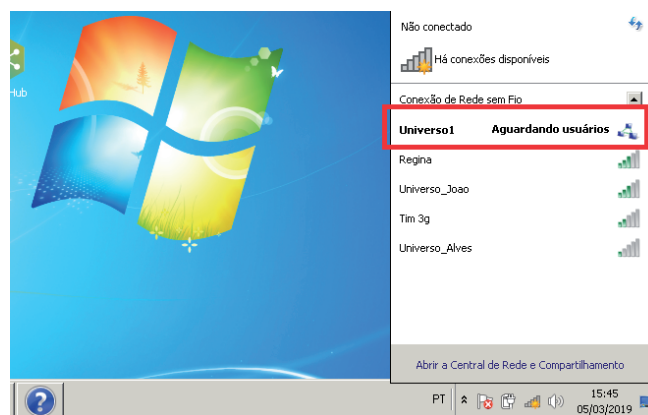 Não conectado
Há conexões disponíveis
Hub
Conexão de Rede sem Fio
Universo1 Aguardando usuários
Regina
Universo_Joao
Tim 3g
Universo_Alves
Abrir a Central de Rede e Compartilhamento
PT
15:45
05/03/2019